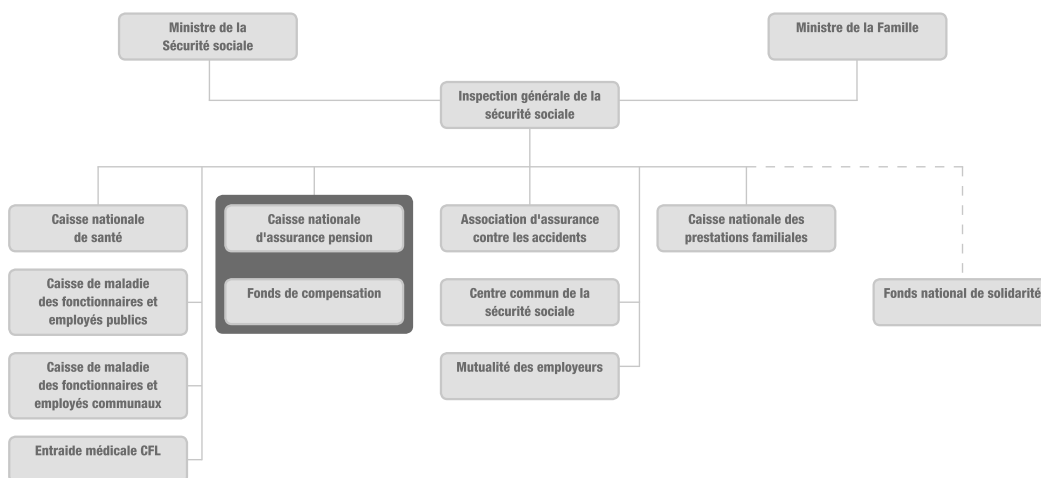 Ministre de la
Sécurité sociale
Ministre de la Famille
Inspection générale de la
sécurité sociale
Caisse nationale
de santé
Caisse nationale
d'assurance pension
Association d'assurance
contre les accidents
Caisse nationale des
prestations familiales
Caisse de maladie
des fonctionnaires et
employés publics
Fonds de compensation
Centre commun de la
sécurité sociale
Fonds national de solidarité
Caisse de maladie
des fonctionnaires et
employés communaux
Mutualité des employeurs
Entraide médicale CFL